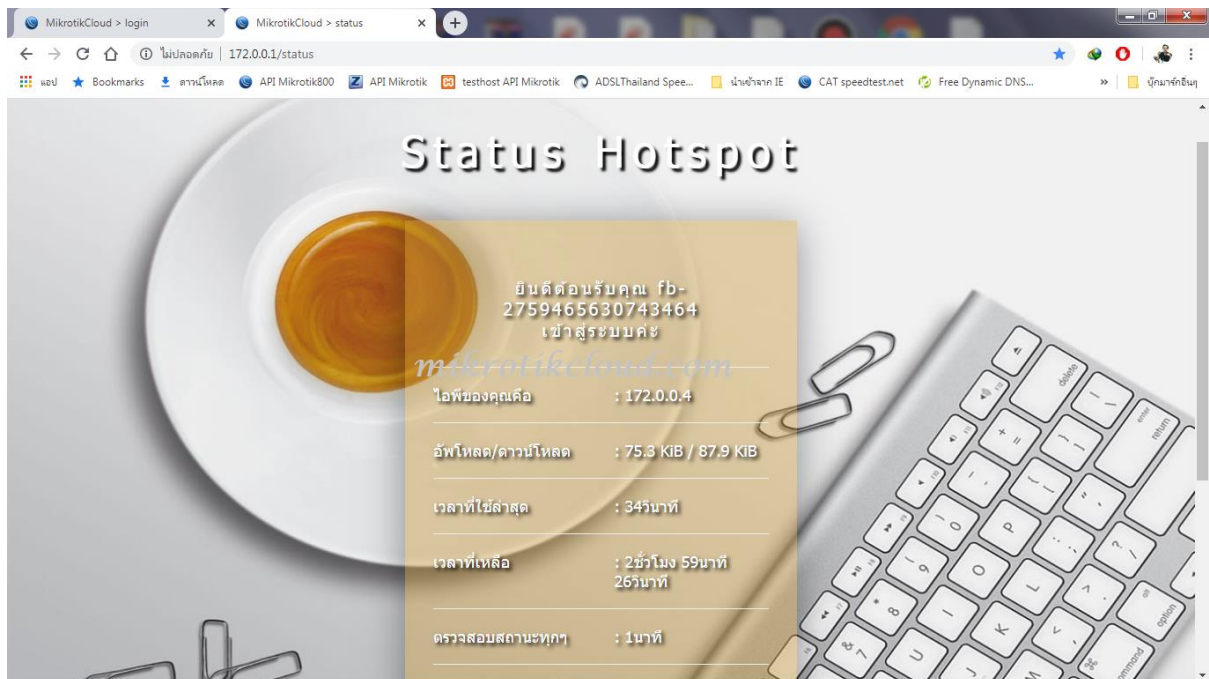 MikrotikCloud > login
MikrotikCloud > status
ไม่ปลอดภัย | 172.0.0.1/status
แอป Bookmarks ดาวน์โหลด API Mikrotik800 API Mikrotik testhost API Mikrotik ADSLThailand Spee... นำเข้าจาก IE CAT speedtest.net Free Dynamic DNS... » บุ๊กมาร์กอื่นๆ
Status Hotspot
ยินดีต้อนรับคุณ fb-
2759465630743464
เข้าสู่ระบบค่ะ
mikrotikcloud.com
ไอพีของคุณคือ : 172.0.0.4
อัพโหลด/ดาวน์โหลด : 75.3 KiB / 87.9 KiB
เวลาที่ใช้ล่าสุด : 34วินาที
เวลาที่เหลือ : 2ชั่วโมง 59นาที
26วินาที
ตรวจสอบสถานะทุกๆ : 1นาที
delete
enter
return
alt
option
command